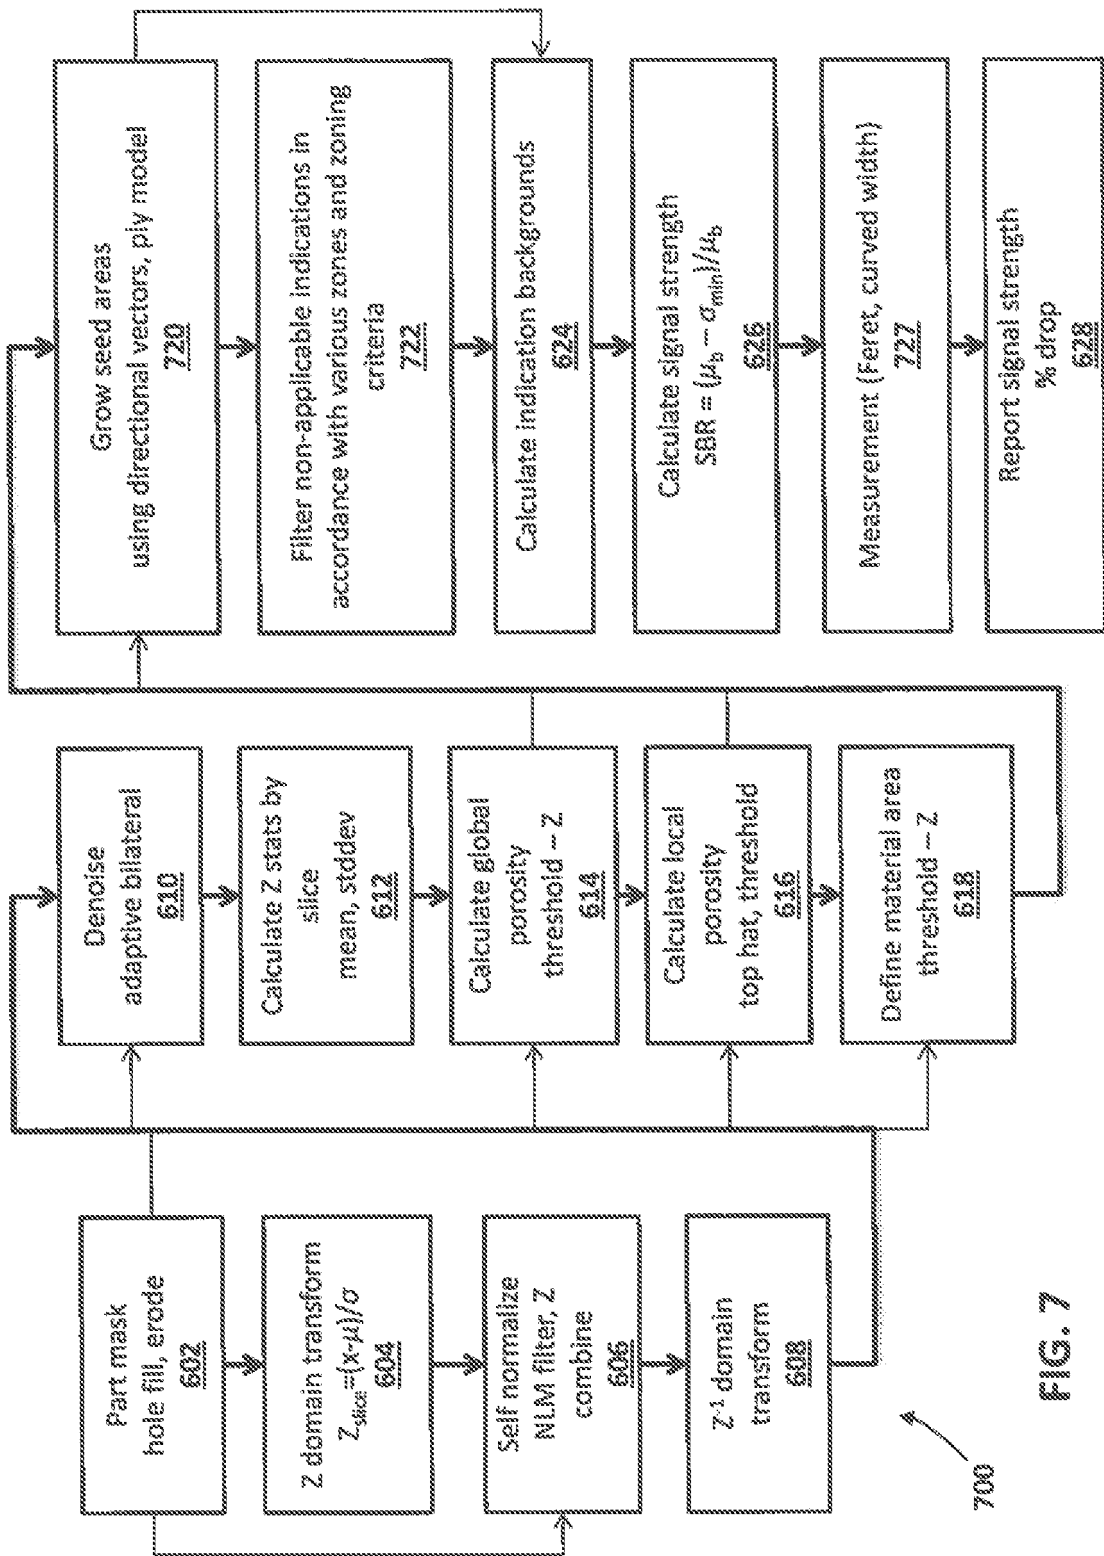 Part mask
hole fill, erode
602
Z domain transform
Zslice=(x-μ)/σ
604
Self normalize
NLM filter, Z
combine
606
Z-1 domain
transform
608
Denoise
adaptive bilateral
610
Calculate Z stats by
slice
mean, stddev
612
Calculate global
porosity
threshold – Z
614
Calculate local
porosity
top hat, threshold
616
Define material area
threshold – Z
618
Grow seed areas
using directional vectors, ply model
720
Filter non-applicable indications in
accordance with various zones and zoning
criteria
722
Calculate indication backgrounds
624
Calculate signal strength
SBR = (μb – σmin)/μb
626
Measurement (Feret, curved width)
727
Report signal strength
% drop
628
700
FIG. 7